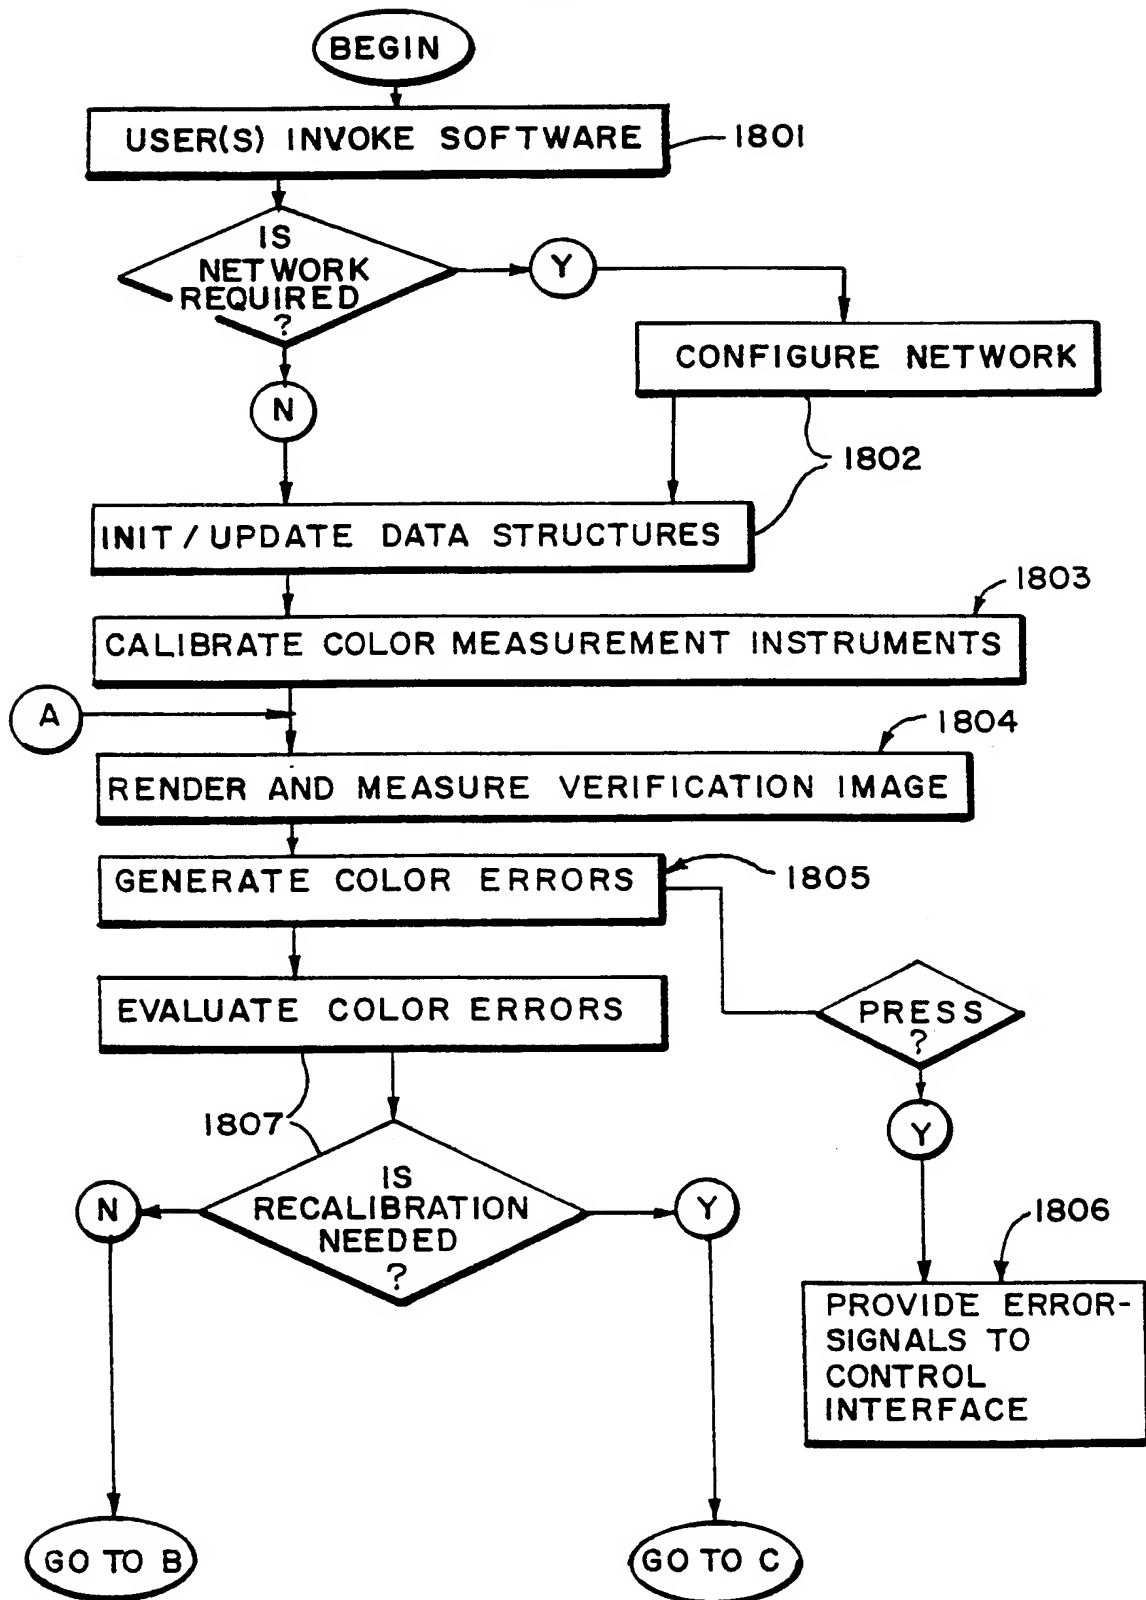 BEGIN
USER(S) INVOKE SOFTWARE
1801
IS
NETWORK
REQUIRED
?
Y
CONFIGURE NETWORK
N
1802
INIT/UPDATE DATA STRUCTURES
1803
CALIBRATE COLOR MEASUREMENT INSTRUMENTS
A
1804
RENDER AND MEASURE VERIFICATION IMAGE
GENERATE COLOR ERRORS
1805
EVALUATE COLOR ERRORS
PRESS
?
Y
1807
IS
RECALIBRATION
NEEDED
?
N
Y
1806
PROVIDE ERROR-
SIGNALS TO
CONTROL
INTERFACE
GO TO B
GO TO C